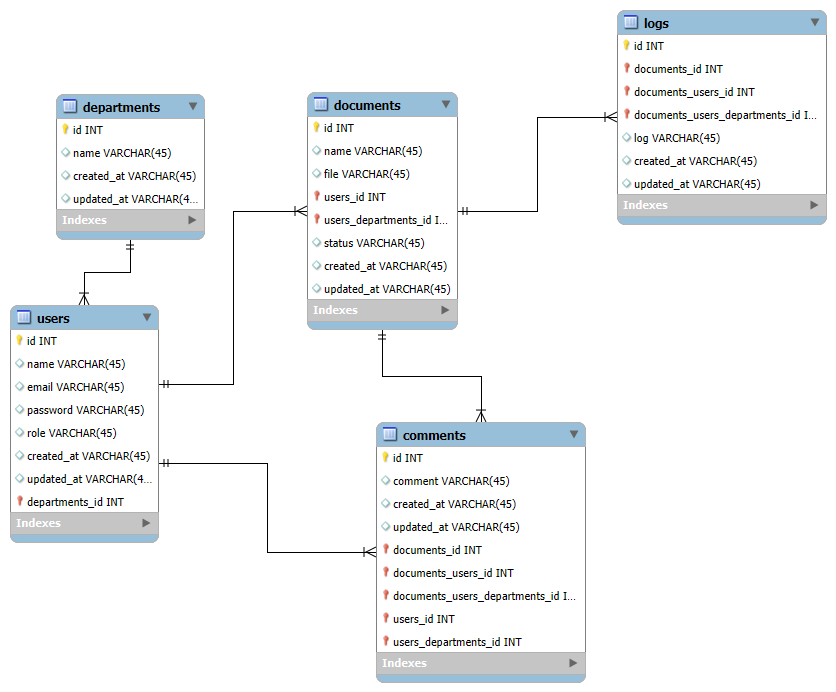 logs
id INT
documents_id INT
documents_users_id INT
documents_users_departments_id I...
log VARCHAR(45)
created_at VARCHAR(45)
updated_at VARCHAR(45)
Indexes
departments
id INT
name VARCHAR(45)
created_at VARCHAR(45)
updated_at VARCHAR(4...
Indexes
documents
id INT
name VARCHAR(45)
file VARCHAR(45)
users_id INT
users_departments_id I...
status VARCHAR(45)
created_at VARCHAR(45)
updated_at VARCHAR(45)
Indexes
users
id INT
name VARCHAR(45)
email VARCHAR(45)
password VARCHAR(45)
role VARCHAR(45)
created_at VARCHAR(45)
updated_at VARCHAR(4...
departments_id INT
Indexes
comments
id INT
comment VARCHAR(45)
created_at VARCHAR(45)
updated_at VARCHAR(45)
documents_id INT
documents_users_id INT
documents_users_departments_id I...
users_id INT
users_departments_id INT
Indexes